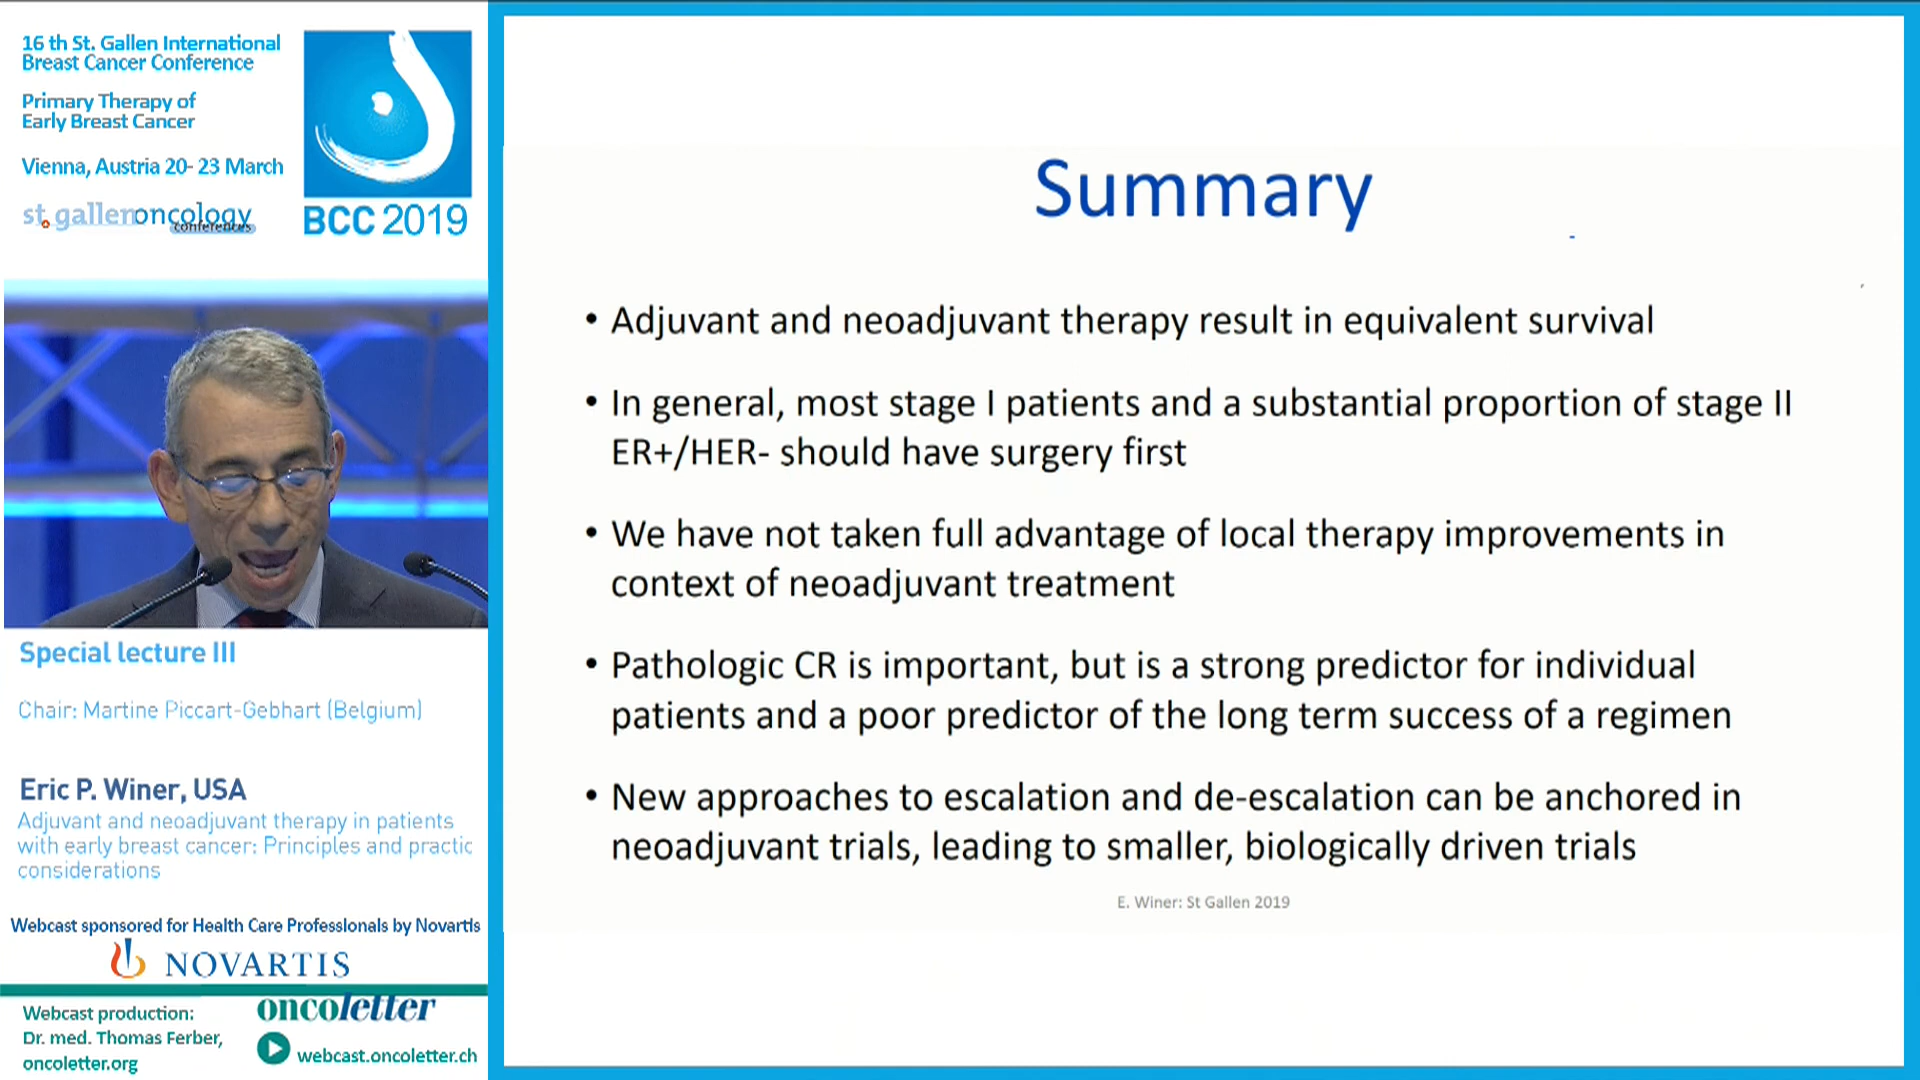 16 th St. Gallen International
Breast Cancer Conference
Primary Therapy of
Early Breast Cancer
Vienna, Austria 20- 23 March
st.gallenoncology
conferences
BCC 2019
Special lecture III
Chair: Martine Piccart-Gebhart (Belgium)
Eric P. Winer, USA
Adjuvant and neoadjuvant therapy in patients
with early breast cancer: Principles and practic
considerations
Webcast sponsored for Health Care Professionals by Novartis
NOVARTIS
Webcast production:
Dr. med. Thomas Ferber,
oncoletter.org
oncoletter
webcast.oncoletter.ch
Summary
• Adjuvant and neoadjuvant therapy result in equivalent survival
• In general, most stage I patients and a substantial proportion of stage II
ER+/HER- should have surgery first
• We have not taken full advantage of local therapy improvements in
context of neoadjuvant treatment
• Pathologic CR is important, but is a strong predictor for individual
patients and a poor predictor of the long term success of a regimen
• New approaches to escalation and de-escalation can be anchored in
neoadjuvant trials, leading to smaller, biologically driven trials
E. Winer: St Gallen 2019